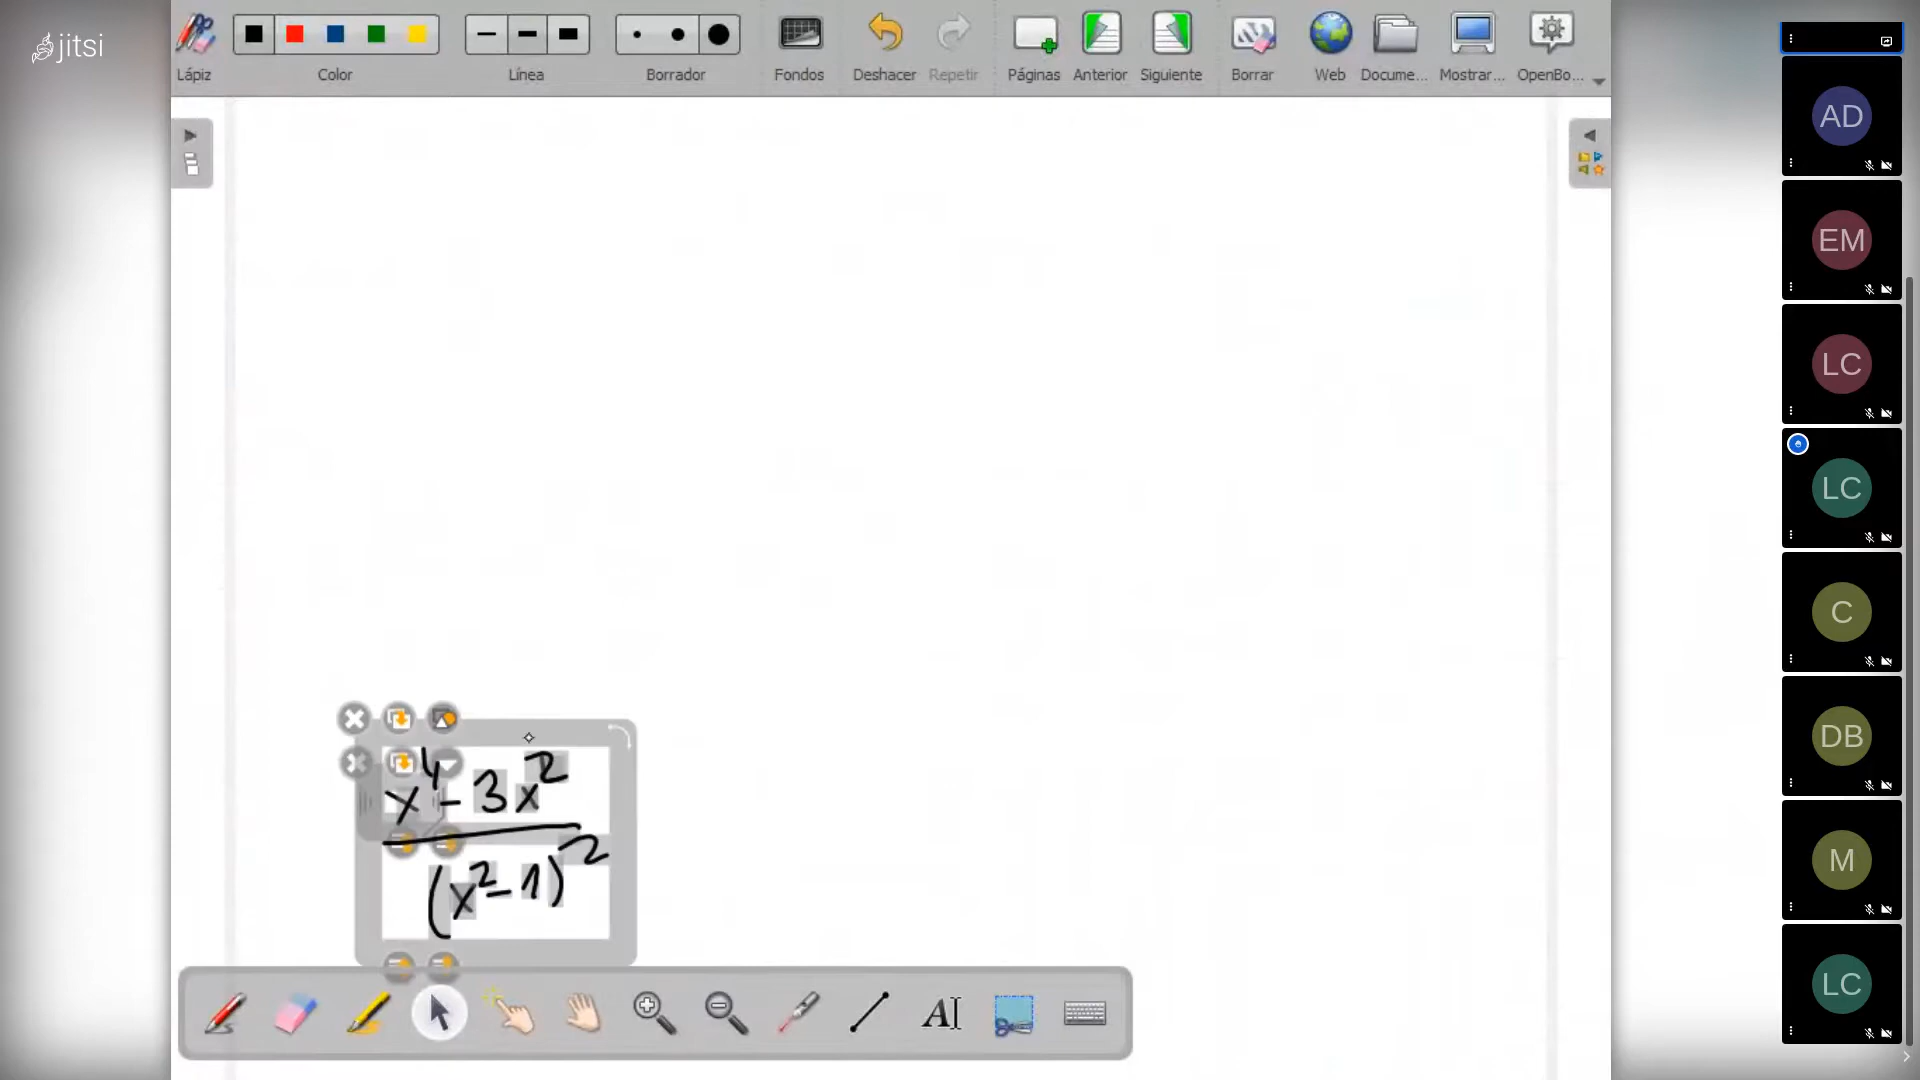 jitsi
Lápiz
Color
Línea
Borrador
Fondos
Deshacer
Repetir
Páginas
Anterior
Siguiente
Borrar
Web
Docume...
Mostrar...
OpenBo...
AD
EM
LC
LC
C
DB
M
LC
x⁴ - 3x²
(x² - 1)²
A